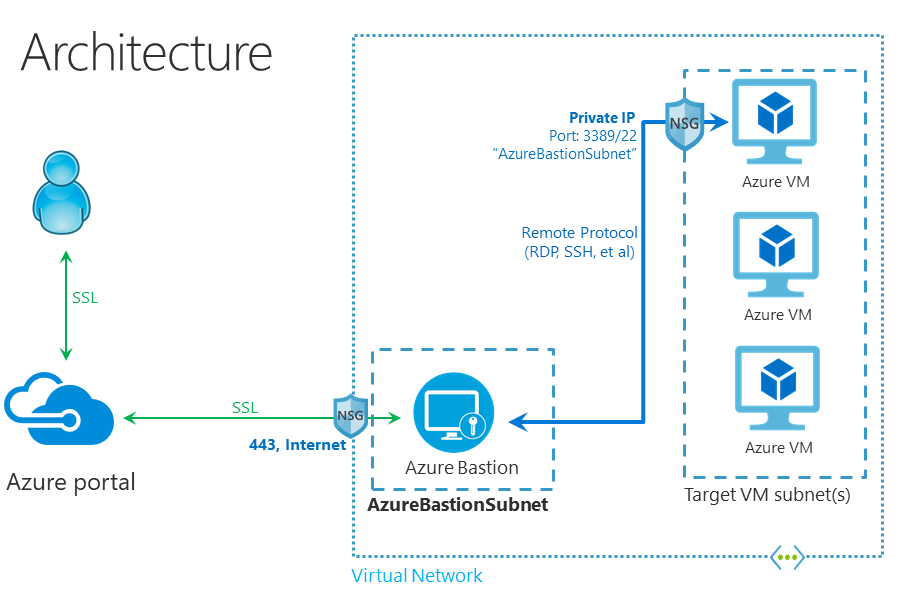 Architecture
Private IP
Port: 3389/22
“AzureBastionSubnet”
NSG
Azure VM
Remote Protocol
(RDP, SSH, et al)
Azure VM
SSL
Azure VM
SSL
NSG
443, Internet
Azure Bastion
Azure portal
AzureBastionSubnet
Target VM subnet(s)
Virtual Network